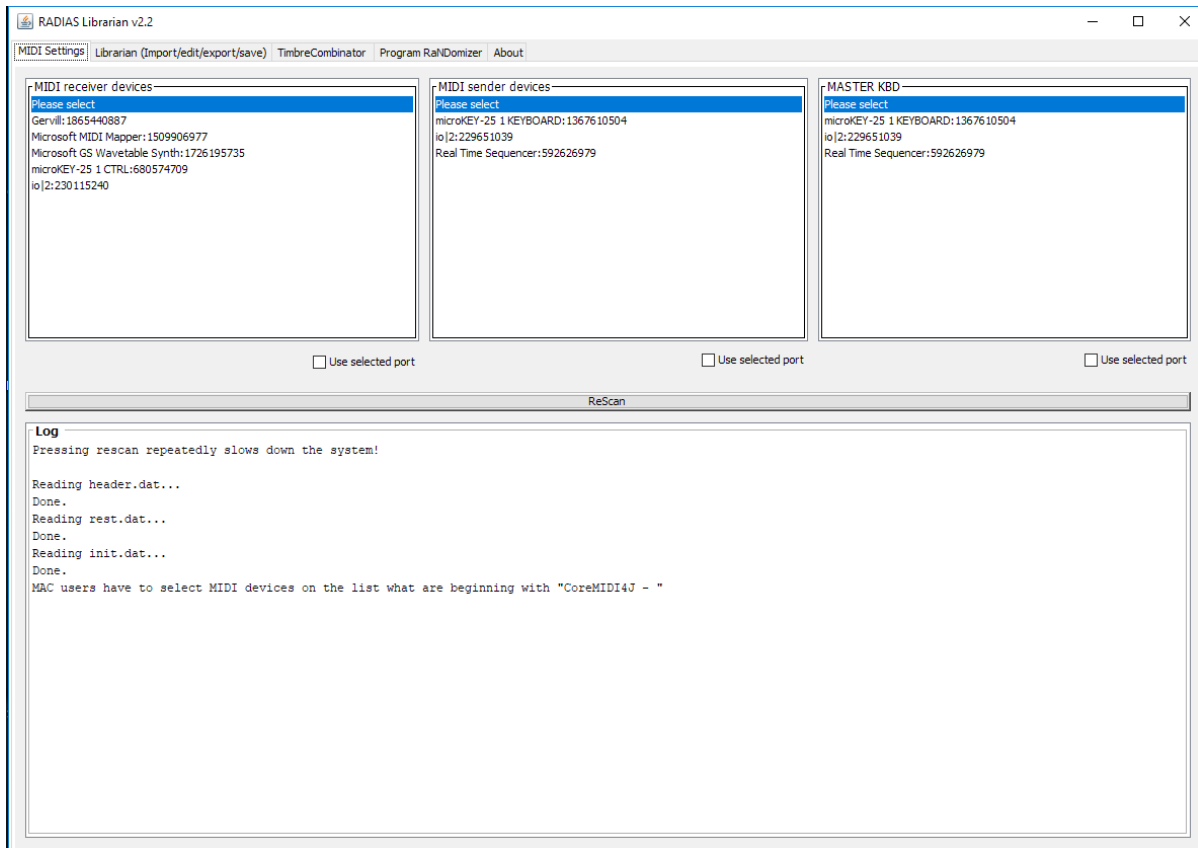 RADIAS Librarian v2.2
MIDI Settings Librarian (Import/edit/export/save) TimbreCombinator Program RaNDomizer About
MIDI receiver devices
Please select
Gervill:1865440887
Microsoft MIDI Mapper:1509906977
Microsoft GS Wavetable Synth:1726195735
microKEY-25 1 CTRL:680574709
io|2:230115240
Use selected port
MIDI sender devices
Please select
microKEY-25 1 KEYBOARD:1367610504
io|2:229651039
Real Time Sequencer:592626979
Use selected port
MASTER KBD
Please select
microKEY-25 1 KEYBOARD:1367610504
io|2:229651039
Real Time Sequencer:592626979
Use selected port
ReScan
Log
Pressing rescan repeatedly slows down the system!
Reading header.dat...
Done.
Reading rest.dat...
Done.
Reading init.dat...
Done.
MAC users have to select MIDI devices on the list what are beginning with "CoreMIDI4J - "